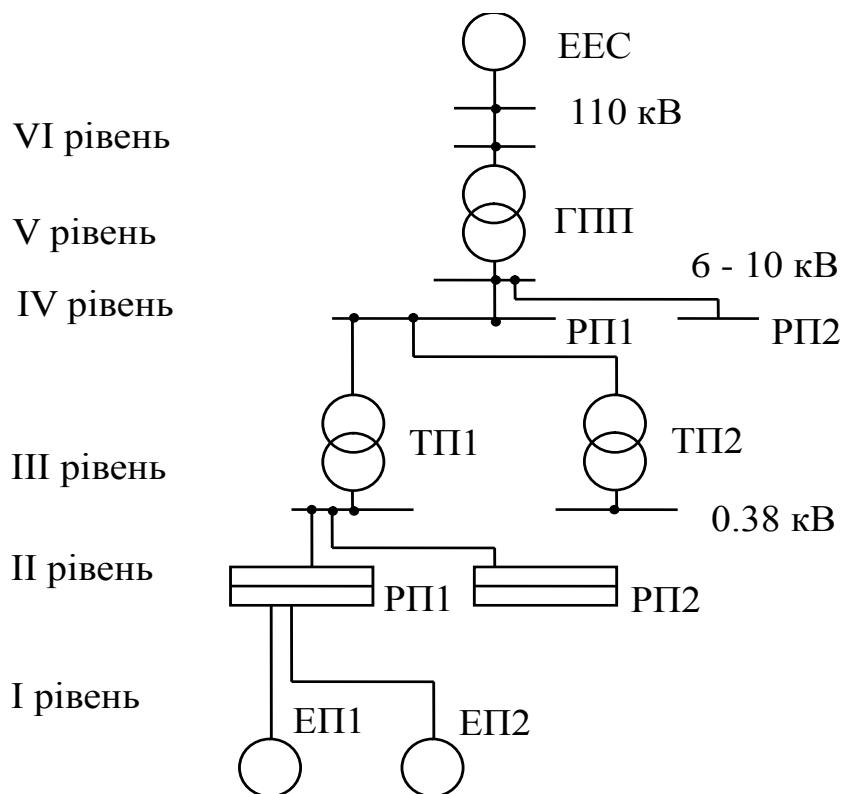 ЕЕС
110 кВ
VI рівень
ГПП
V рівень
6 - 10 кВ
IV рівень
РП1
РП2
ТП1
ТП2
III рівень
0.38 кВ
II рівень
РП1
РП2
I рівень
ЕП1
ЕП2